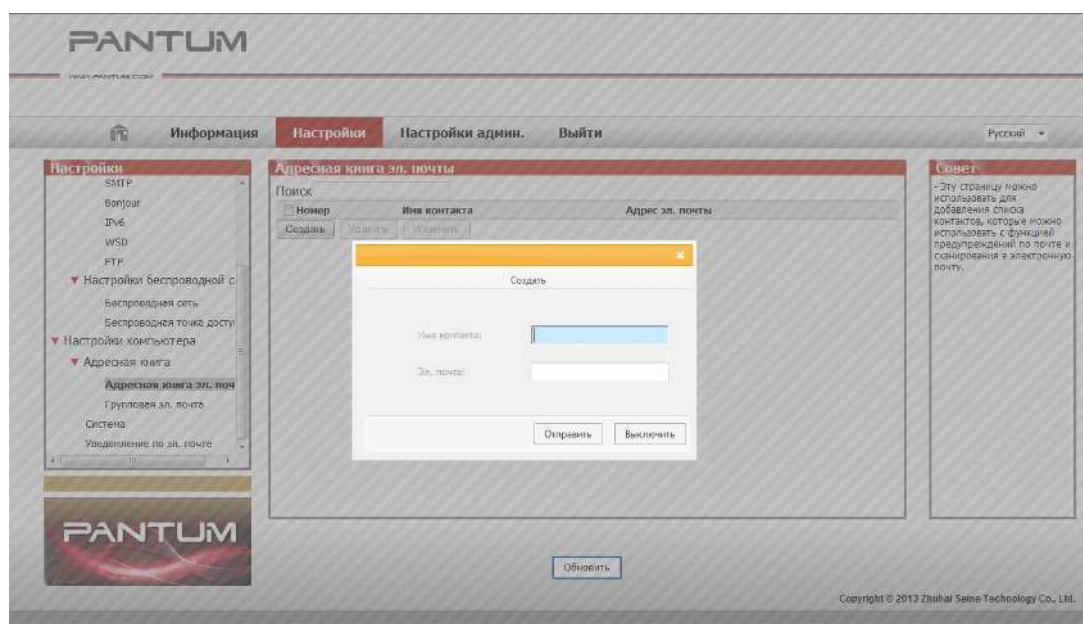 PANTUM
WWW.PANTUM.COM
Информация
Настройки
Настройки админ.
Выйти
Русский
Настройки
SMTP
Bonjour
IPv6
WSD
FTP
Настройки беспроводной с
Беспроводная сеть
Беспроводная точка досту
Настройки компьютера
Адресная книга
Адресная книга эл. поч
Групповая эл. почта
Система
Уведомление по эл. почте
PANTUM
Адресная книга эл. почты
Поиск
Номер
Имя контакта
Адрес эл. почты
Создать
Удалить
Изменить
Создать
Имя контакта:
Эл. почта:
Отправить
Выключить
Обновить
Совет
- Эту страницу можно
использовать для
добавления списка
контактов, которые можно
использовать с функцией
предупреждений по почте и
сканирования в электронную
почту.
Copyright © 2013 Zhuhai Seine Technology Co., Ltd.